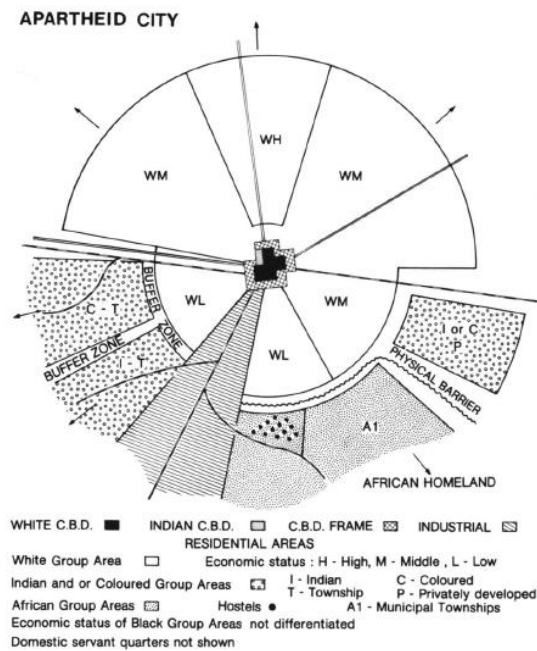 APARTHEID CITY
WH
WM
WM
WL
WM
WL
BUFFER
ZONE
C - T
BUFFER ZONE
I T
I or C
P
PHYSICAL BARRIER
A1
AFRICAN HOMELAND
WHITE C.B.D. INDIAN C.B.D. C.B.D. FRAME INDUSTRIAL
RESIDENTIAL AREAS
White Group Area Economic status : H - High, M - Middle , L - Low
Indian and or Coloured Group Areas I - Indian C - Coloured
T - Township P - Privately developed
African Group Areas Hostels A1 - Municipal Townships
Economic status of Black Group Areas not differentiated
Domestic servant quarters not shown